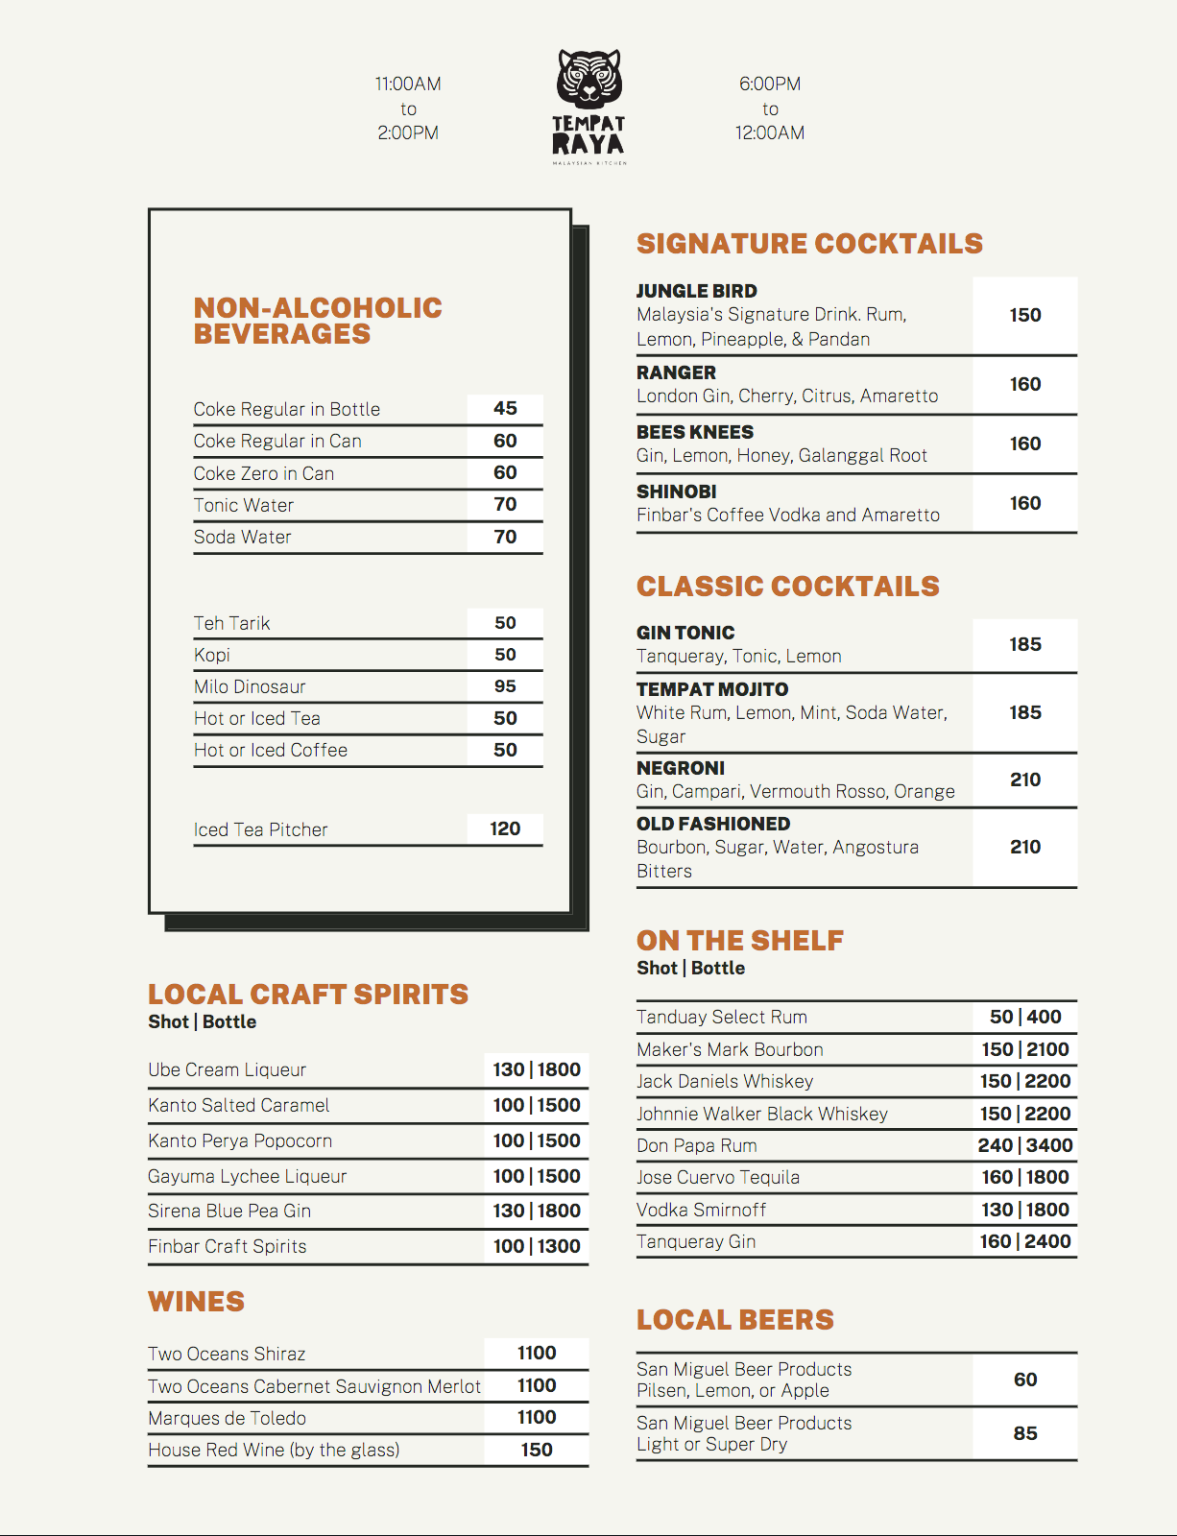 11:00AM
to
2:00PM
TEMPAT
RAYA
MALAYSIAN KITCHEN
6:00PM
to
12:00AM
NON-ALCOHOLIC
BEVERAGES
Coke Regular in Bottle 45
Coke Regular in Can 60
Coke Zero in Can 60
Tonic Water 70
Soda Water 70
Teh Tarik 50
Kopi 50
Milo Dinosaur 95
Hot or Iced Tea 50
Hot or Iced Coffee 50
Iced Tea Pitcher 120
LOCAL CRAFT SPIRITS
Shot | Bottle
Ube Cream Liqueur 130 | 1800
Kanto Salted Caramel 100 | 1500
Kanto Perya Popocorn 100 | 1500
Gayuma Lychee Liqueur 100 | 1500
Sirena Blue Pea Gin 130 | 1800
Finbar Craft Spirits 100 | 1300
WINES
Two Oceans Shiraz 1100
Two Oceans Cabernet Sauvignon Merlot 1100
Marques de Toledo 1100
House Red Wine (by the glass) 150
SIGNATURE COCKTAILS
JUNGLE BIRD
Malaysia's Signature Drink. Rum, 150
Lemon, Pineapple, & Pandan
RANGER
London Gin, Cherry, Citrus, Amaretto 160
BEES KNEES
Gin, Lemon, Honey, Galanggal Root 160
SHINOBI
Finbar's Coffee Vodka and Amaretto 160
CLASSIC COCKTAILS
GIN TONIC
Tanqueray, Tonic, Lemon 185
TEMPAT MOJITO
White Rum, Lemon, Mint, Soda Water, 185
Sugar
NEGRONI
Gin, Campari, Vermouth Rosso, Orange 210
OLD FASHIONED
Bourbon, Sugar, Water, Angostura 210
Bitters
ON THE SHELF
Shot | Bottle
Tanduay Select Rum 50 | 400
Maker's Mark Bourbon 150 | 2100
Jack Daniels Whiskey 150 | 2200
Johnnie Walker Black Whiskey 150 | 2200
Don Papa Rum 240 | 3400
Jose Cuervo Tequila 160 | 1800
Vodka Smirnoff 130 | 1800
Tanqueray Gin 160 | 2400
LOCAL BEERS
San Miguel Beer Products 60
Pilsen, Lemon, or Apple
San Miguel Beer Products 85
Light or Super Dry